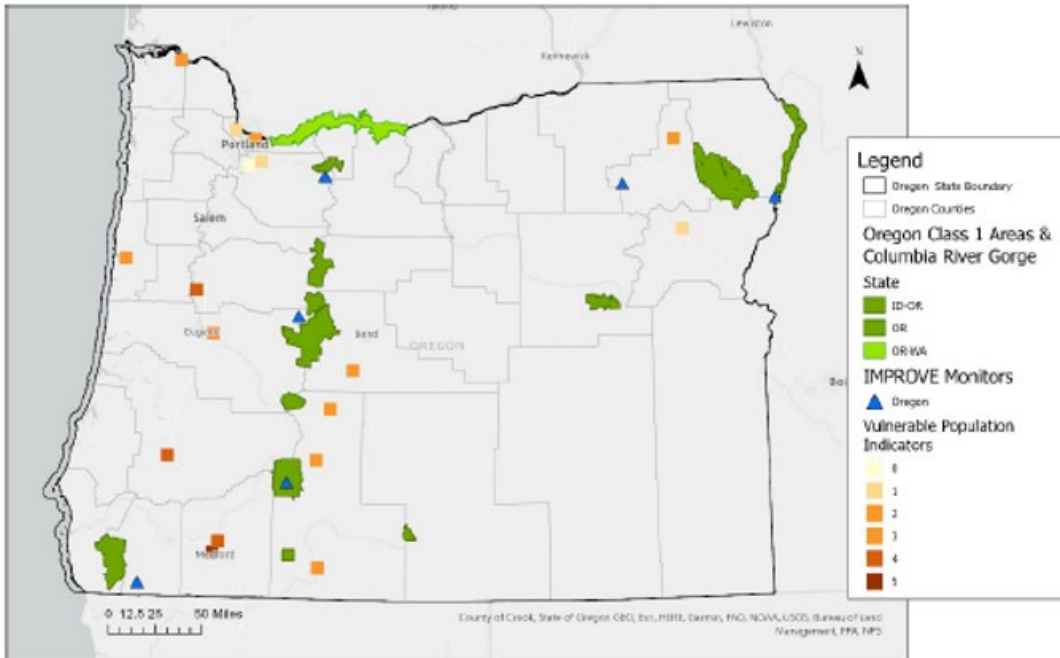 Lewiston
Kennewick
N
Portland
Salem
Eugene
Bend
OREGON
Medford
0 12.5 25 50 Miles
County of Crook, State of Oregon GEO, Esri, HERE, Garmin, FAO, NOAA, USGS, Bureau of Land
Management, EPA, NPS
Legend
Oregon State Boundary
Oregon Counties
Oregon Class 1 Areas &
Columbia River Gorge
State
ID-OR
OR
OR-WA
IMPROVE Monitors
Oregon
Vulnerable Population
Indicators
0
1
2
3
4
5